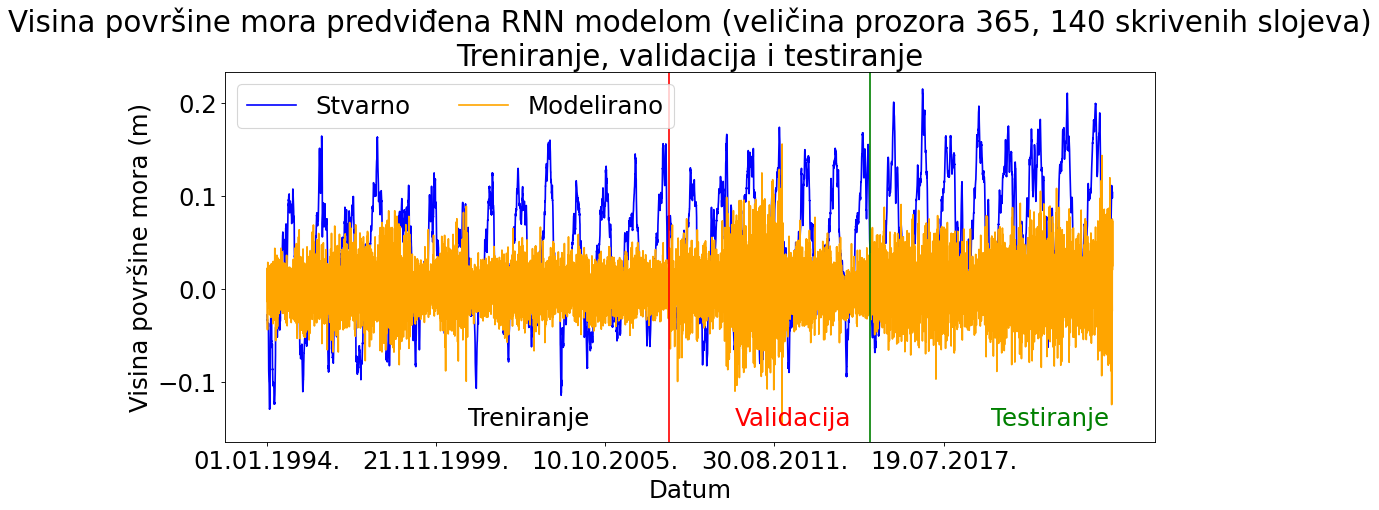 Visina površine mora predviđena RNN modelom (veličina prozora 365, 140 skrivenih slojeva)
Treniranje, validacija i testiranje
Stvarno Modelirano
Visina površine mora (m)
0.2
0.1
0.0
−0.1
Treniranje Validacija Testiranje
01.01.1994. 21.11.1999. 10.10.2005. 30.08.2011. 19.07.2017.
Datum